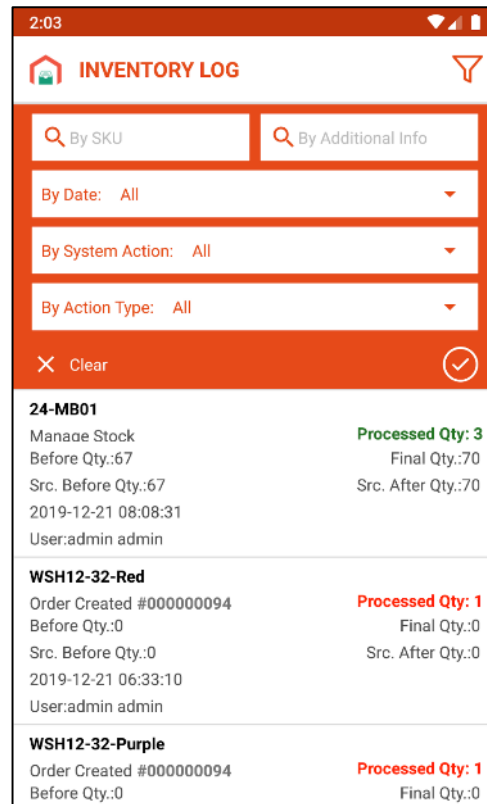 2:03
INVENTORY LOG
By SKU
By Additional Info
By Date: All
By System Action: All
By Action Type: All
Clear
24-MB01
Manage Stock Processed Qty: 3
Before Qty.:67 Final Qty.:70
Src. Before Qty.:67 Src. After Qty.:70
2019-12-21 08:08:31
User:admin admin
WSH12-32-Red
Order Created #000000094 Processed Qty: 1
Before Qty.:0 Final Qty.:0
Src. Before Qty.:0 Src. After Qty.:0
2019-12-21 06:33:10
User:admin admin
WSH12-32-Purple
Order Created #000000094 Processed Qty: 1
Before Qty.:0 Final Qty.:0